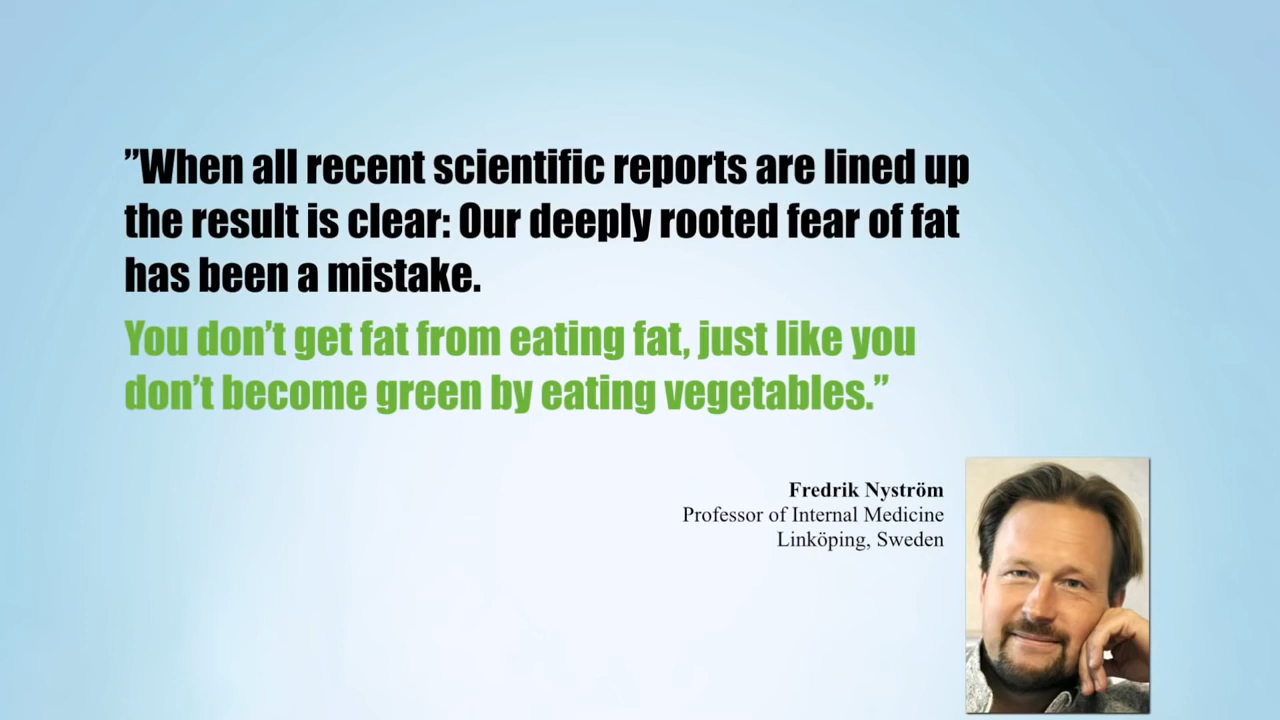 ”When all recent scientific reports are lined up
the result is clear: Our deeply rooted fear of fat
has been a mistake.
You don’t get fat from eating fat, just like you
don’t become green by eating vegetables.”
Fredrik Nyström
Professor of Internal Medicine
Linköping, Sweden